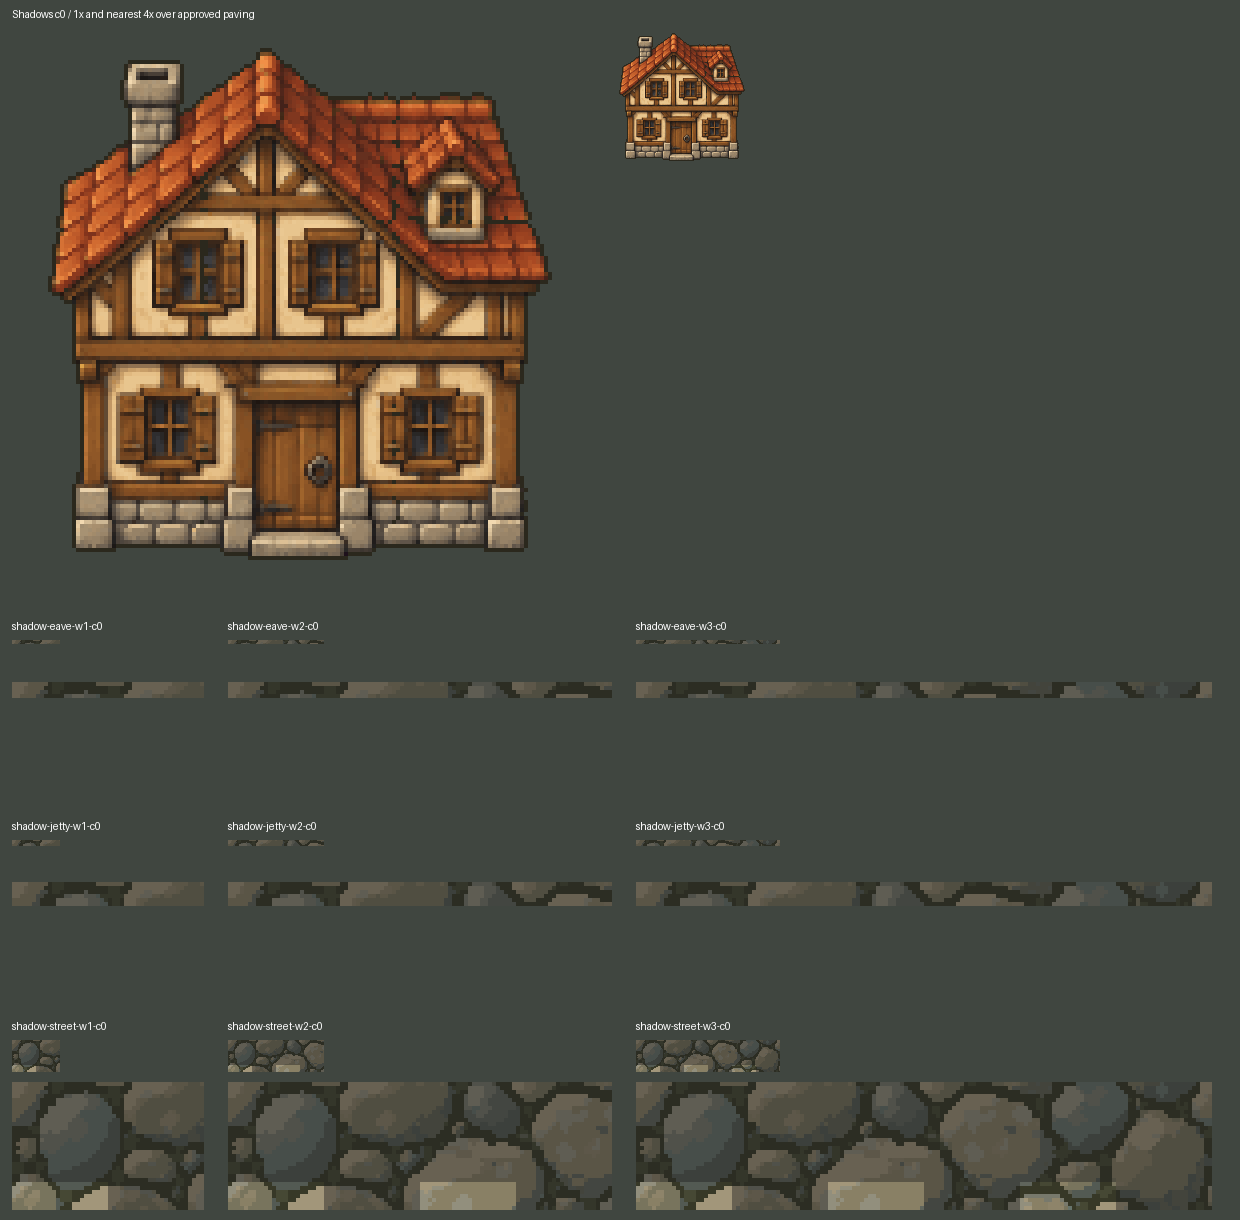 Shadows c0 / 1x and nearest 4x over approved paving
shadow-eave-w1-c0
shadow-eave-w2-c0
shadow-eave-w3-c0
shadow-jetty-w1-c0
shadow-jetty-w2-c0
shadow-jetty-w3-c0
shadow-street-w1-c0
shadow-street-w2-c0
shadow-street-w3-c0